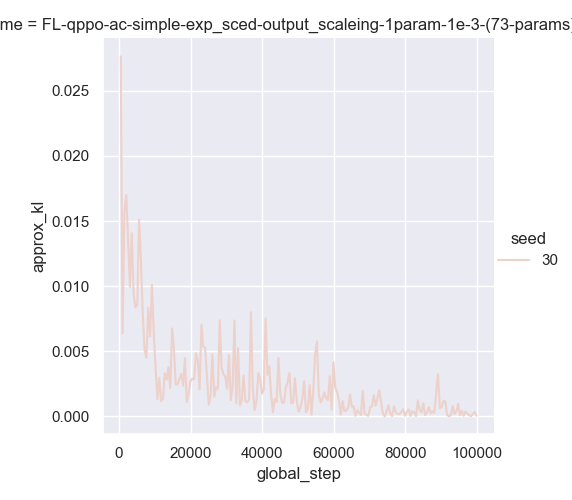 me = FL-qppo-ac-simple-exp_sced-output_scaleing-1param-1e-3-(73-params)
0.025
0.020
0.015
0.010
0.005
0.000
approx_kl
0 20000 40000 60000 80000 100000
global_step
seed
30